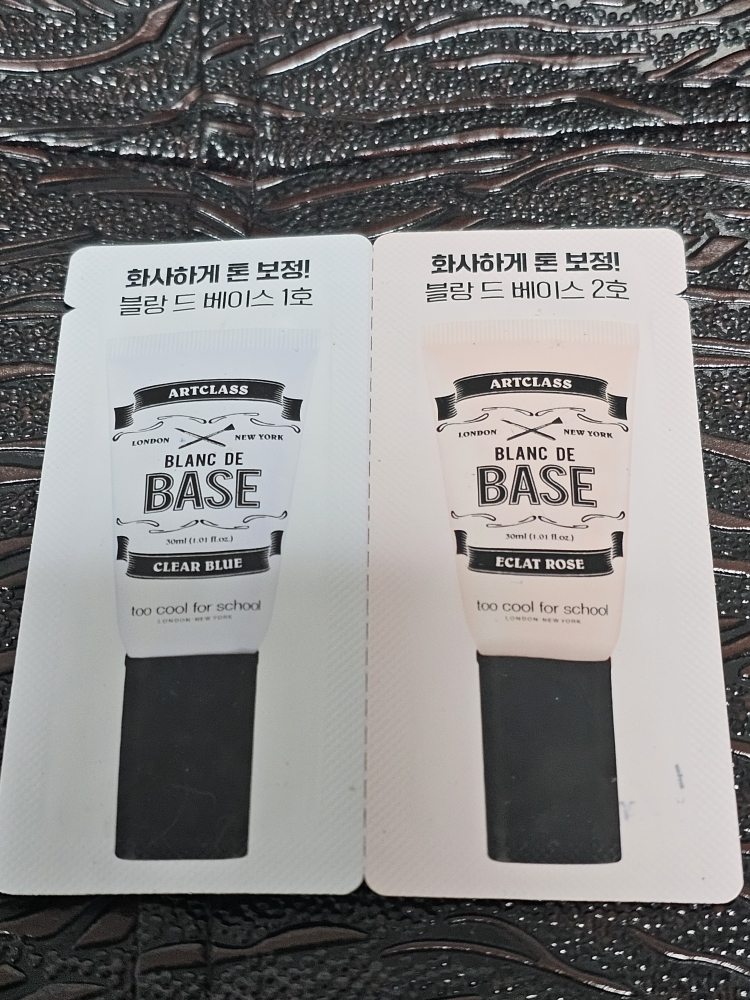 화사하게 톤 보정!
블랑 드 베이스 1호
ARTCLASS
LONDON NEW YORK
BLANC DE
BASE
30ml (1.01 fl.oz.)
CLEAR BLUE
too cool for school
LONDON NEW YORK
화사하게 톤 보정!
블랑 드 베이스 2호
ARTCLASS
LONDON NEW YORK
BLANC DE
BASE
30ml (1.01 fl.oz.)
ECLAT ROSE
too cool for school
LONDON NEW YORK